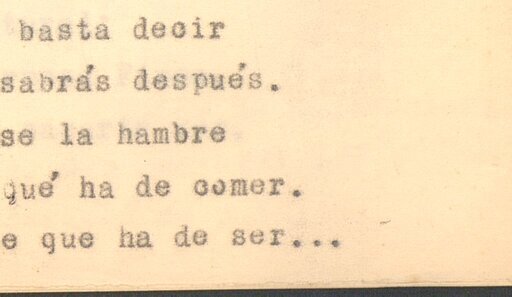 basta decir
sabrás después.
se la hambre
qué ha de comer.
e que ha de ser...